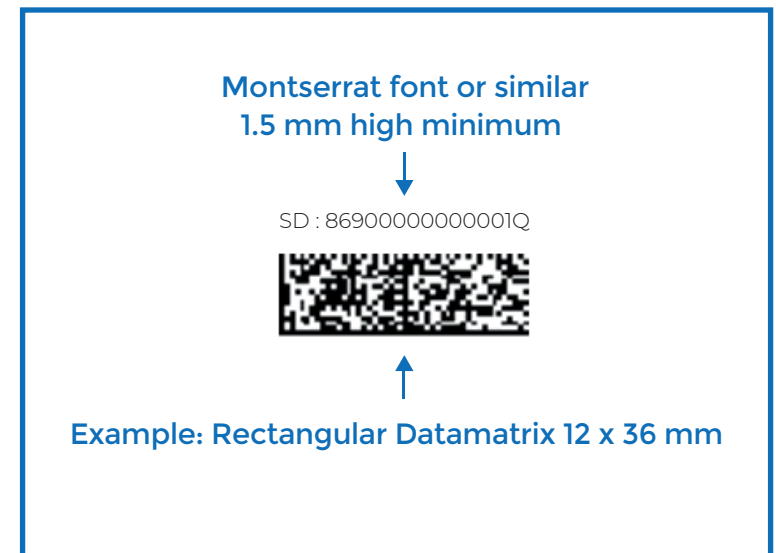 Montserrat font or similar
1.5 mm high minimum
SD : 86900000000001Q
Example: Rectangular Datamatrix 12 x 36 mm